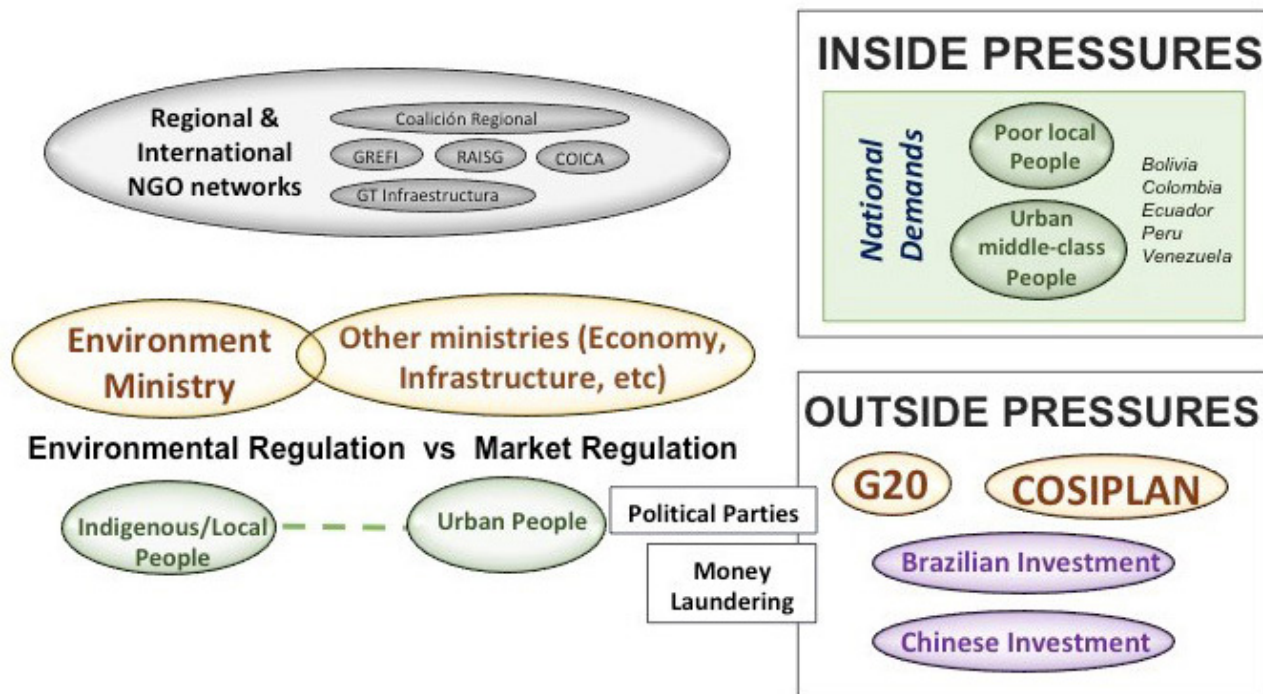 Regional &
International
NGO networks
Coalición Regional
GREFI
RAISG
COICA
GT Infraestructura
INSIDE PRESSURES
National
Demands
Poor local
People
Urban
middle-class
People
Bolivia
Colombia
Ecuador
Peru
Venezuela
Environment
Ministry
Other ministries (Economy,
Infrastructure, etc)
Environmental Regulation vs Market Regulation
Indigenous/Local
People
Urban People
Political Parties
Money
Laundering
OUTSIDE PRESSURES
G20
COSIPLAN
Brazilian Investment
Chinese Investment